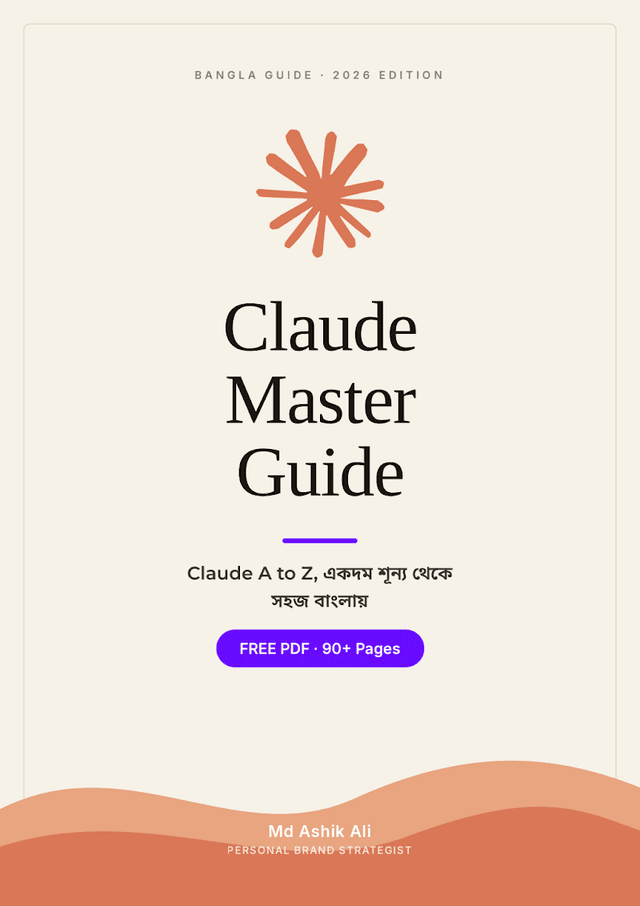 BANGLA GUIDE · 2026 EDITION
Claude
Master
Guide
Claude A to Z, একদম শূন্য থেকে
সহজ বাংলায়
FREE PDF · 90+ Pages
Md Ashik Ali
PERSONAL BRAND STRATEGIST